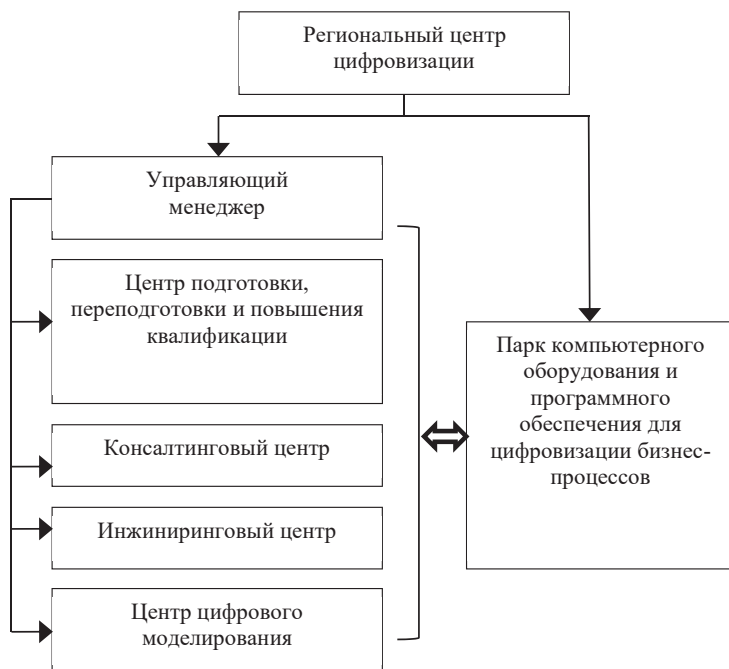 Региональный центр
цифровизации
Управляющий
менеджер
Центр подготовки,
переподготовки и повышения
квалификации
Консалтинговый центр
Инжиниринговый центр
Центр цифрового
моделирования
Парк компьютерного
оборудования и
программного
обеспечения для
цифровизации бизнес-
процессов